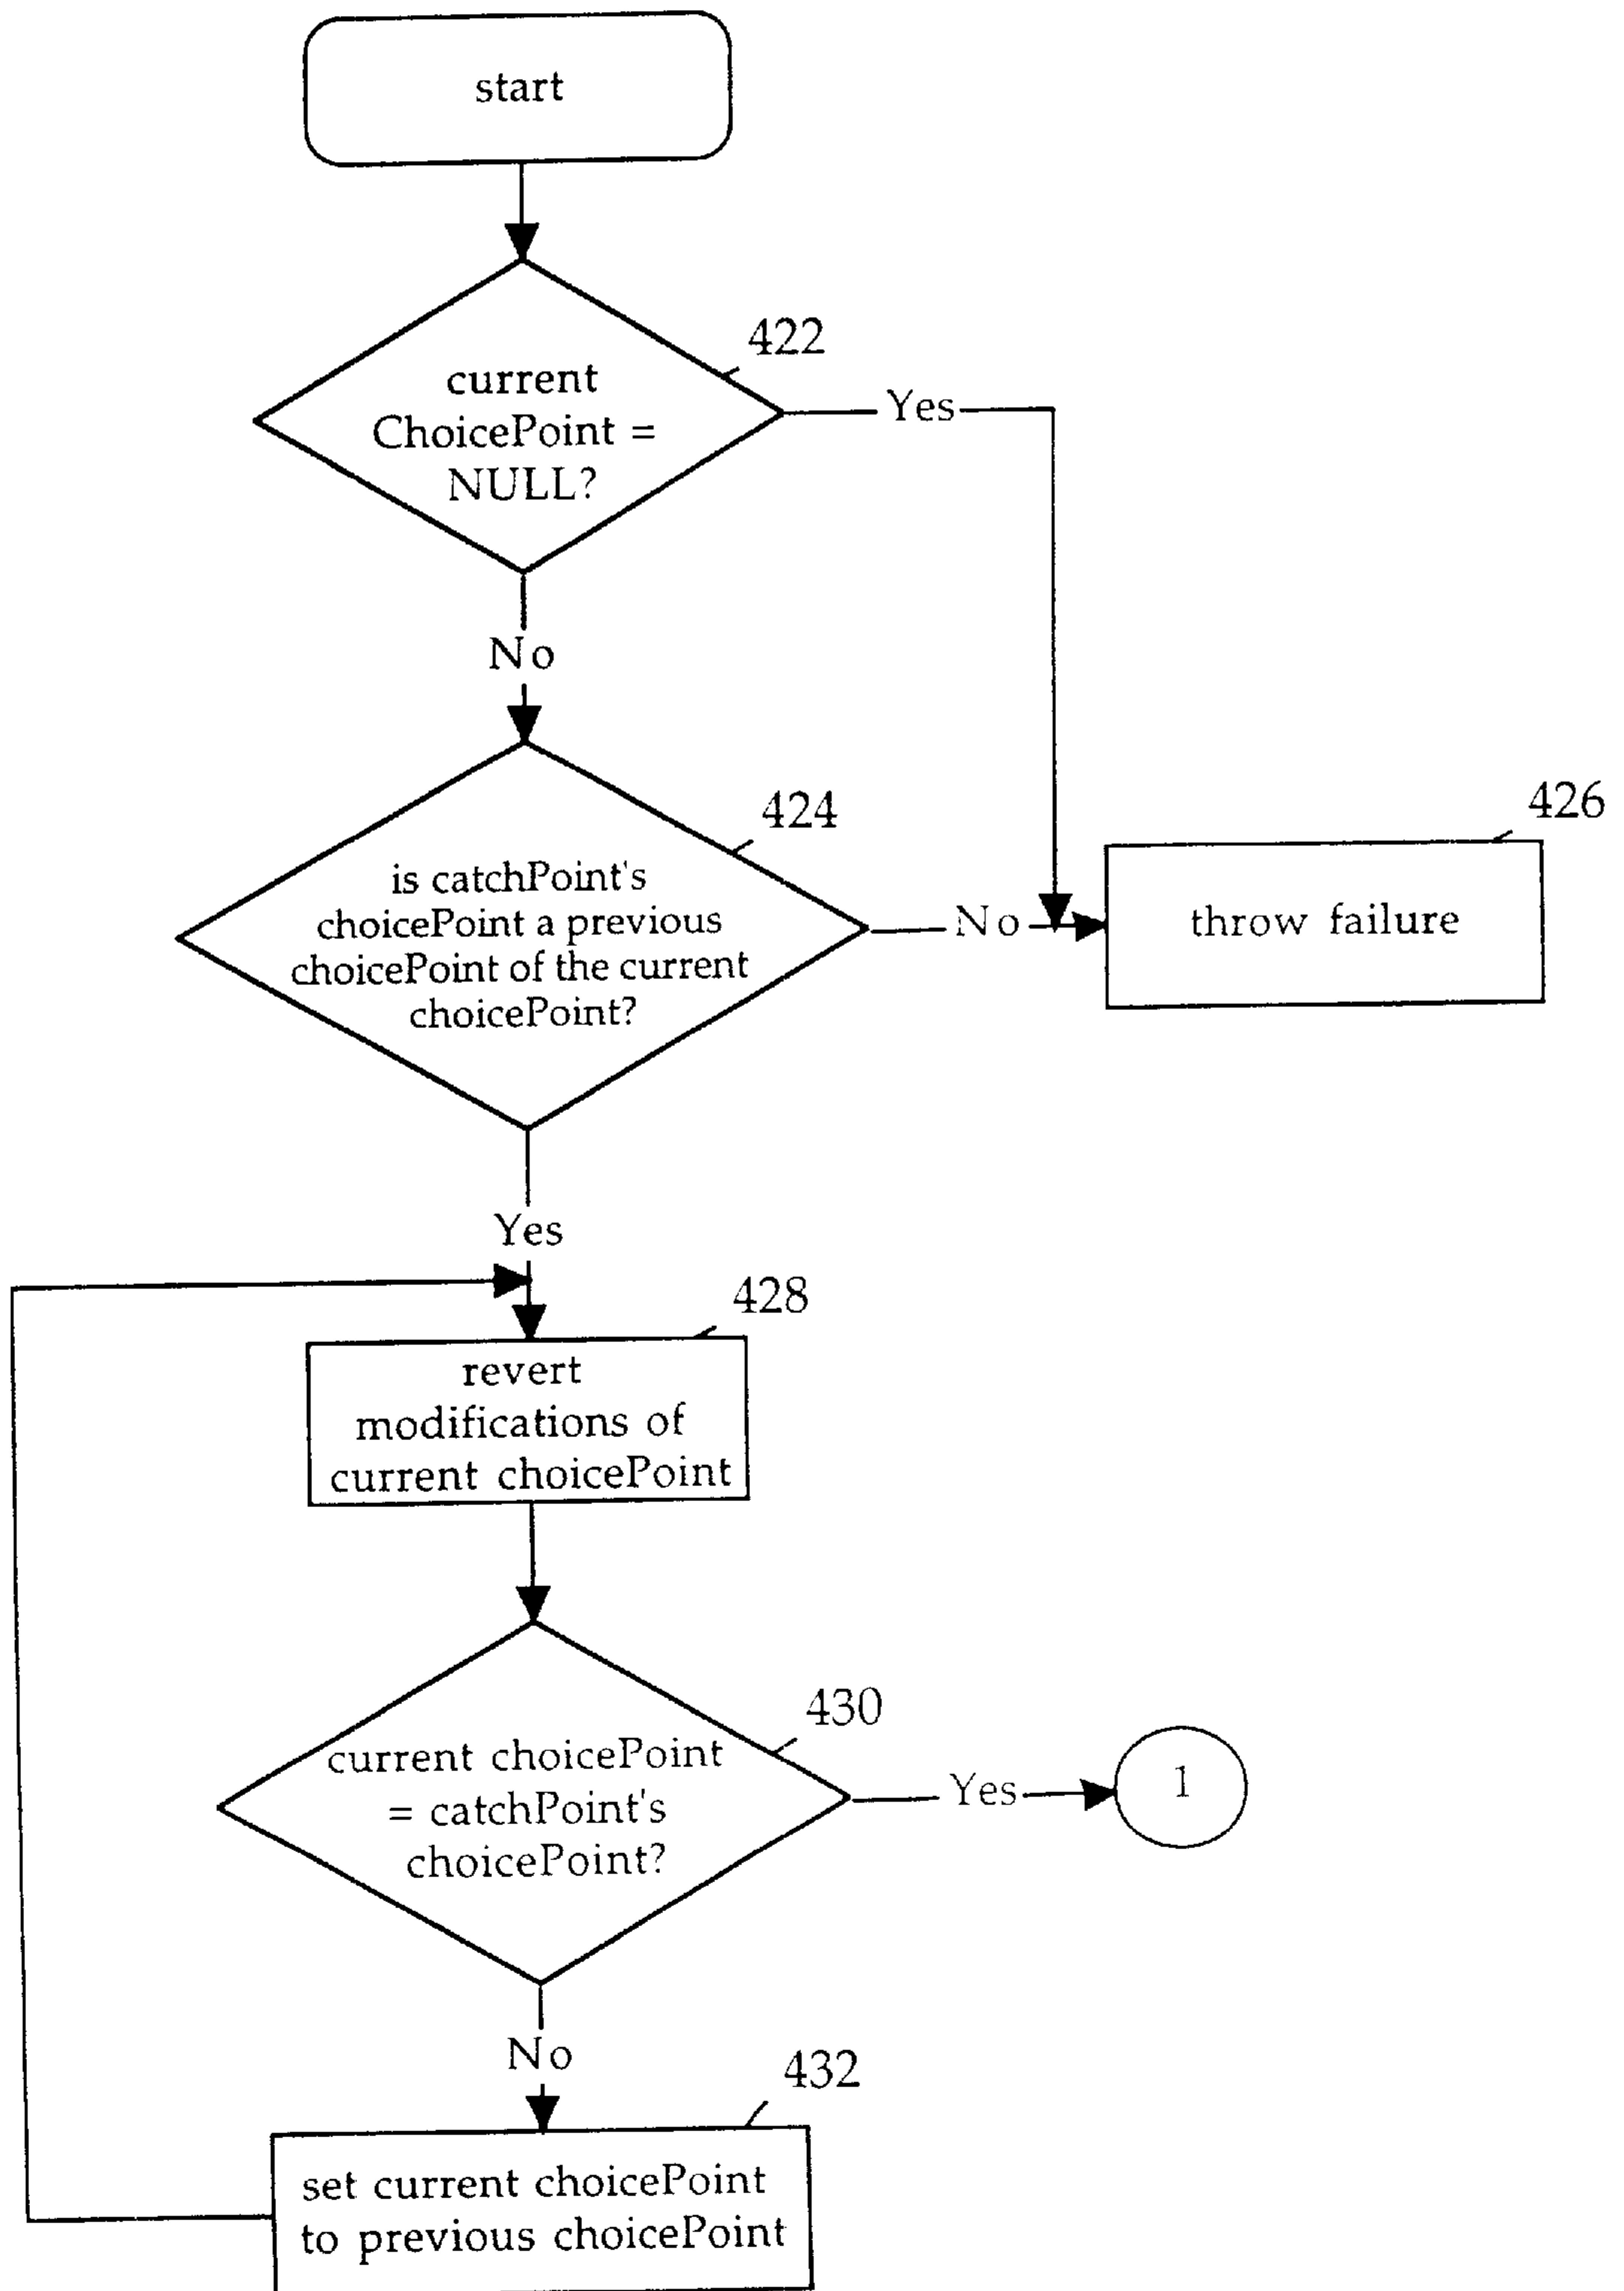 start
422
current
ChoicePoint =
NULL?
Yes
No
424
426
is catchPoint's
choicePoint a previous
choicePoint of the current
choicePoint?
No
throw failure
Yes
428
revert
modifications of
current choicePoint
430
current choicePoint
= catchPoint's
choicePoint?
Yes
1
No
432
set current choicePoint
to previous choicePoint